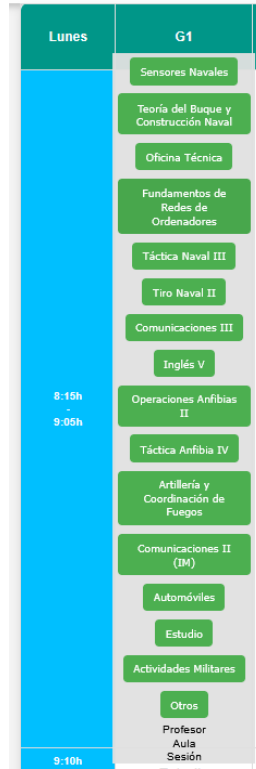 Lunes
G1
Sensores Navales
Teoría del Buque y
Construcción Naval
Oficina Técnica
Fundamentos de
Redes de
Ordenadores
Táctica Naval III
Tiro Naval II
Comunicaciones III
Inglés V
8:15h
-
9:05h
Operaciones Anfibias
II
Táctica Anfibia IV
Artillería y
Coordinación de
Fuegos
Comunicaciones II
(IM)
Automóviles
Estudio
Actividades Militares
Otros
Profesor
Aula
Sesión
9:10h